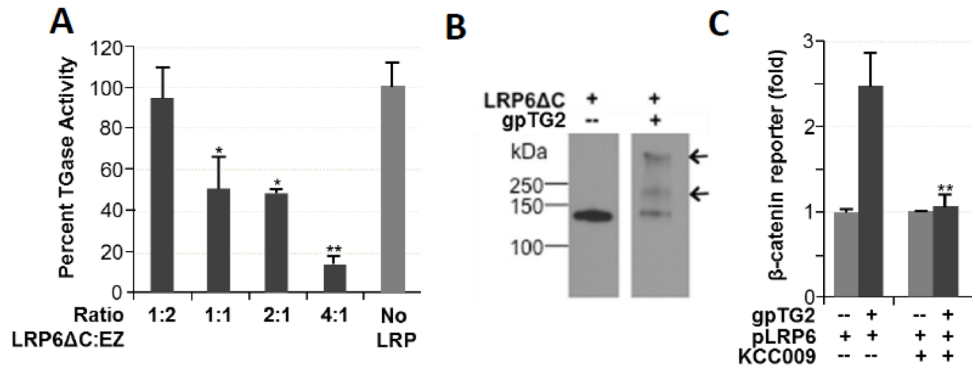 A
Percent TGase Activity
120
100
80
60
40
20
0
*
*
**
Ratio 1:2 1:1 2:1 4:1 No
LRP6ΔC:EZ LRP
B
LRP6ΔC + +
gpTG2 -- +
kDa
250
150
100
C
β-catenin reporter (fold)
3
2
1
0
**
gpTG2 -- + -- +
pLRP6 + + + +
KCC009 -- -- + +